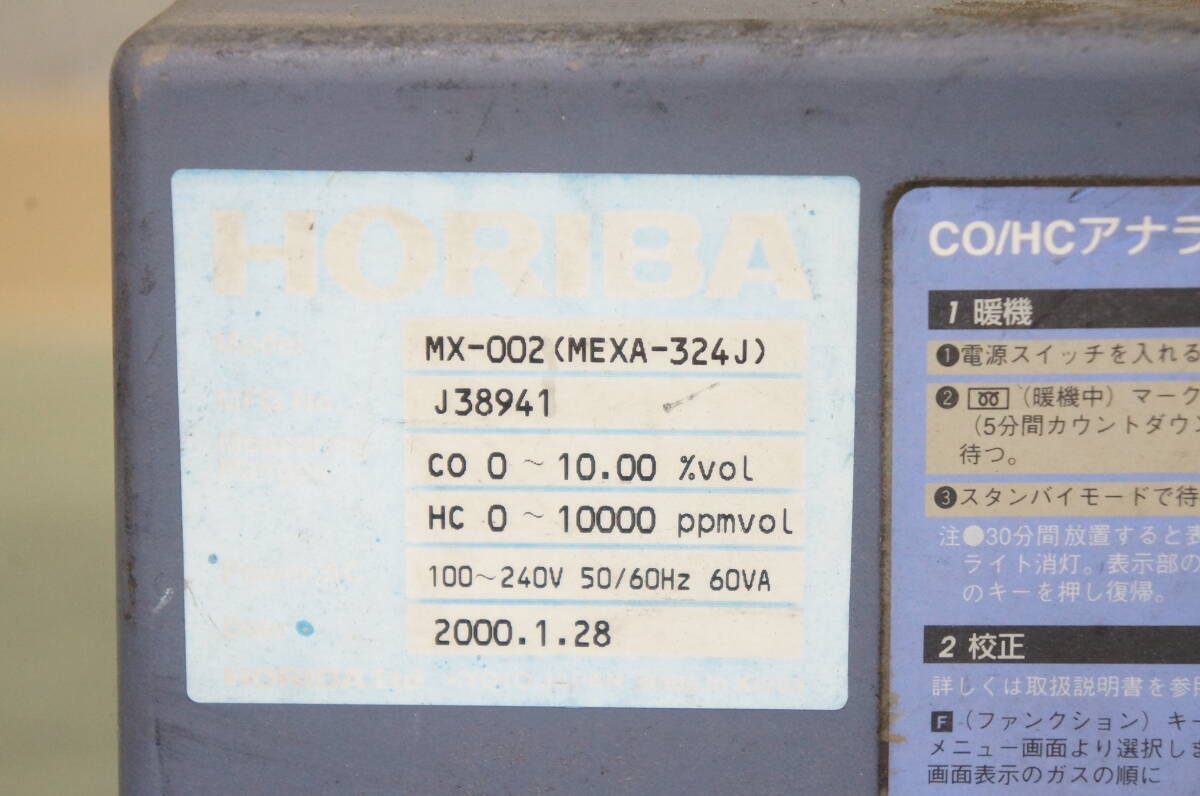 HORIBA
MX-002(MEXA-324J)
J38941
CO 0 ~ 10.00 %vol
HC 0 ~ 10000 ppmvol
100~240V 50/60Hz 60VA
2000.1.28
CO/HCアナラ
1 暖機
❶電源スイッチを入れる
❷ (暖機中) マーク
(5分間カウントダウン
待つ。
❸スタンバイモードで待
注●30分間放置すると表
ライト消灯。表示部の
のキーを押し復帰。
2 校正
詳しくは取扱説明書を参照
F (ファンクション) キー
メニュー画面より選択しま
画面表示のガスの順に